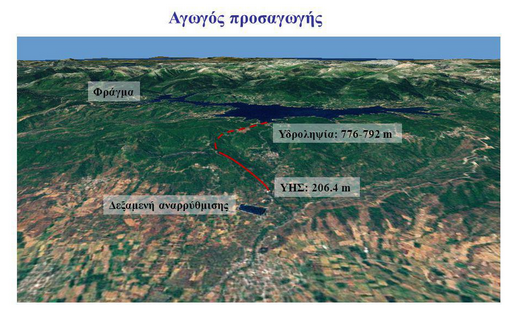 Αγωγός προσαγωγής
Φράγμα
Υδροληψία: 776-792 m
ΥΗΣ: 206.4 m
Δεξαμενή αναρρύθμισης